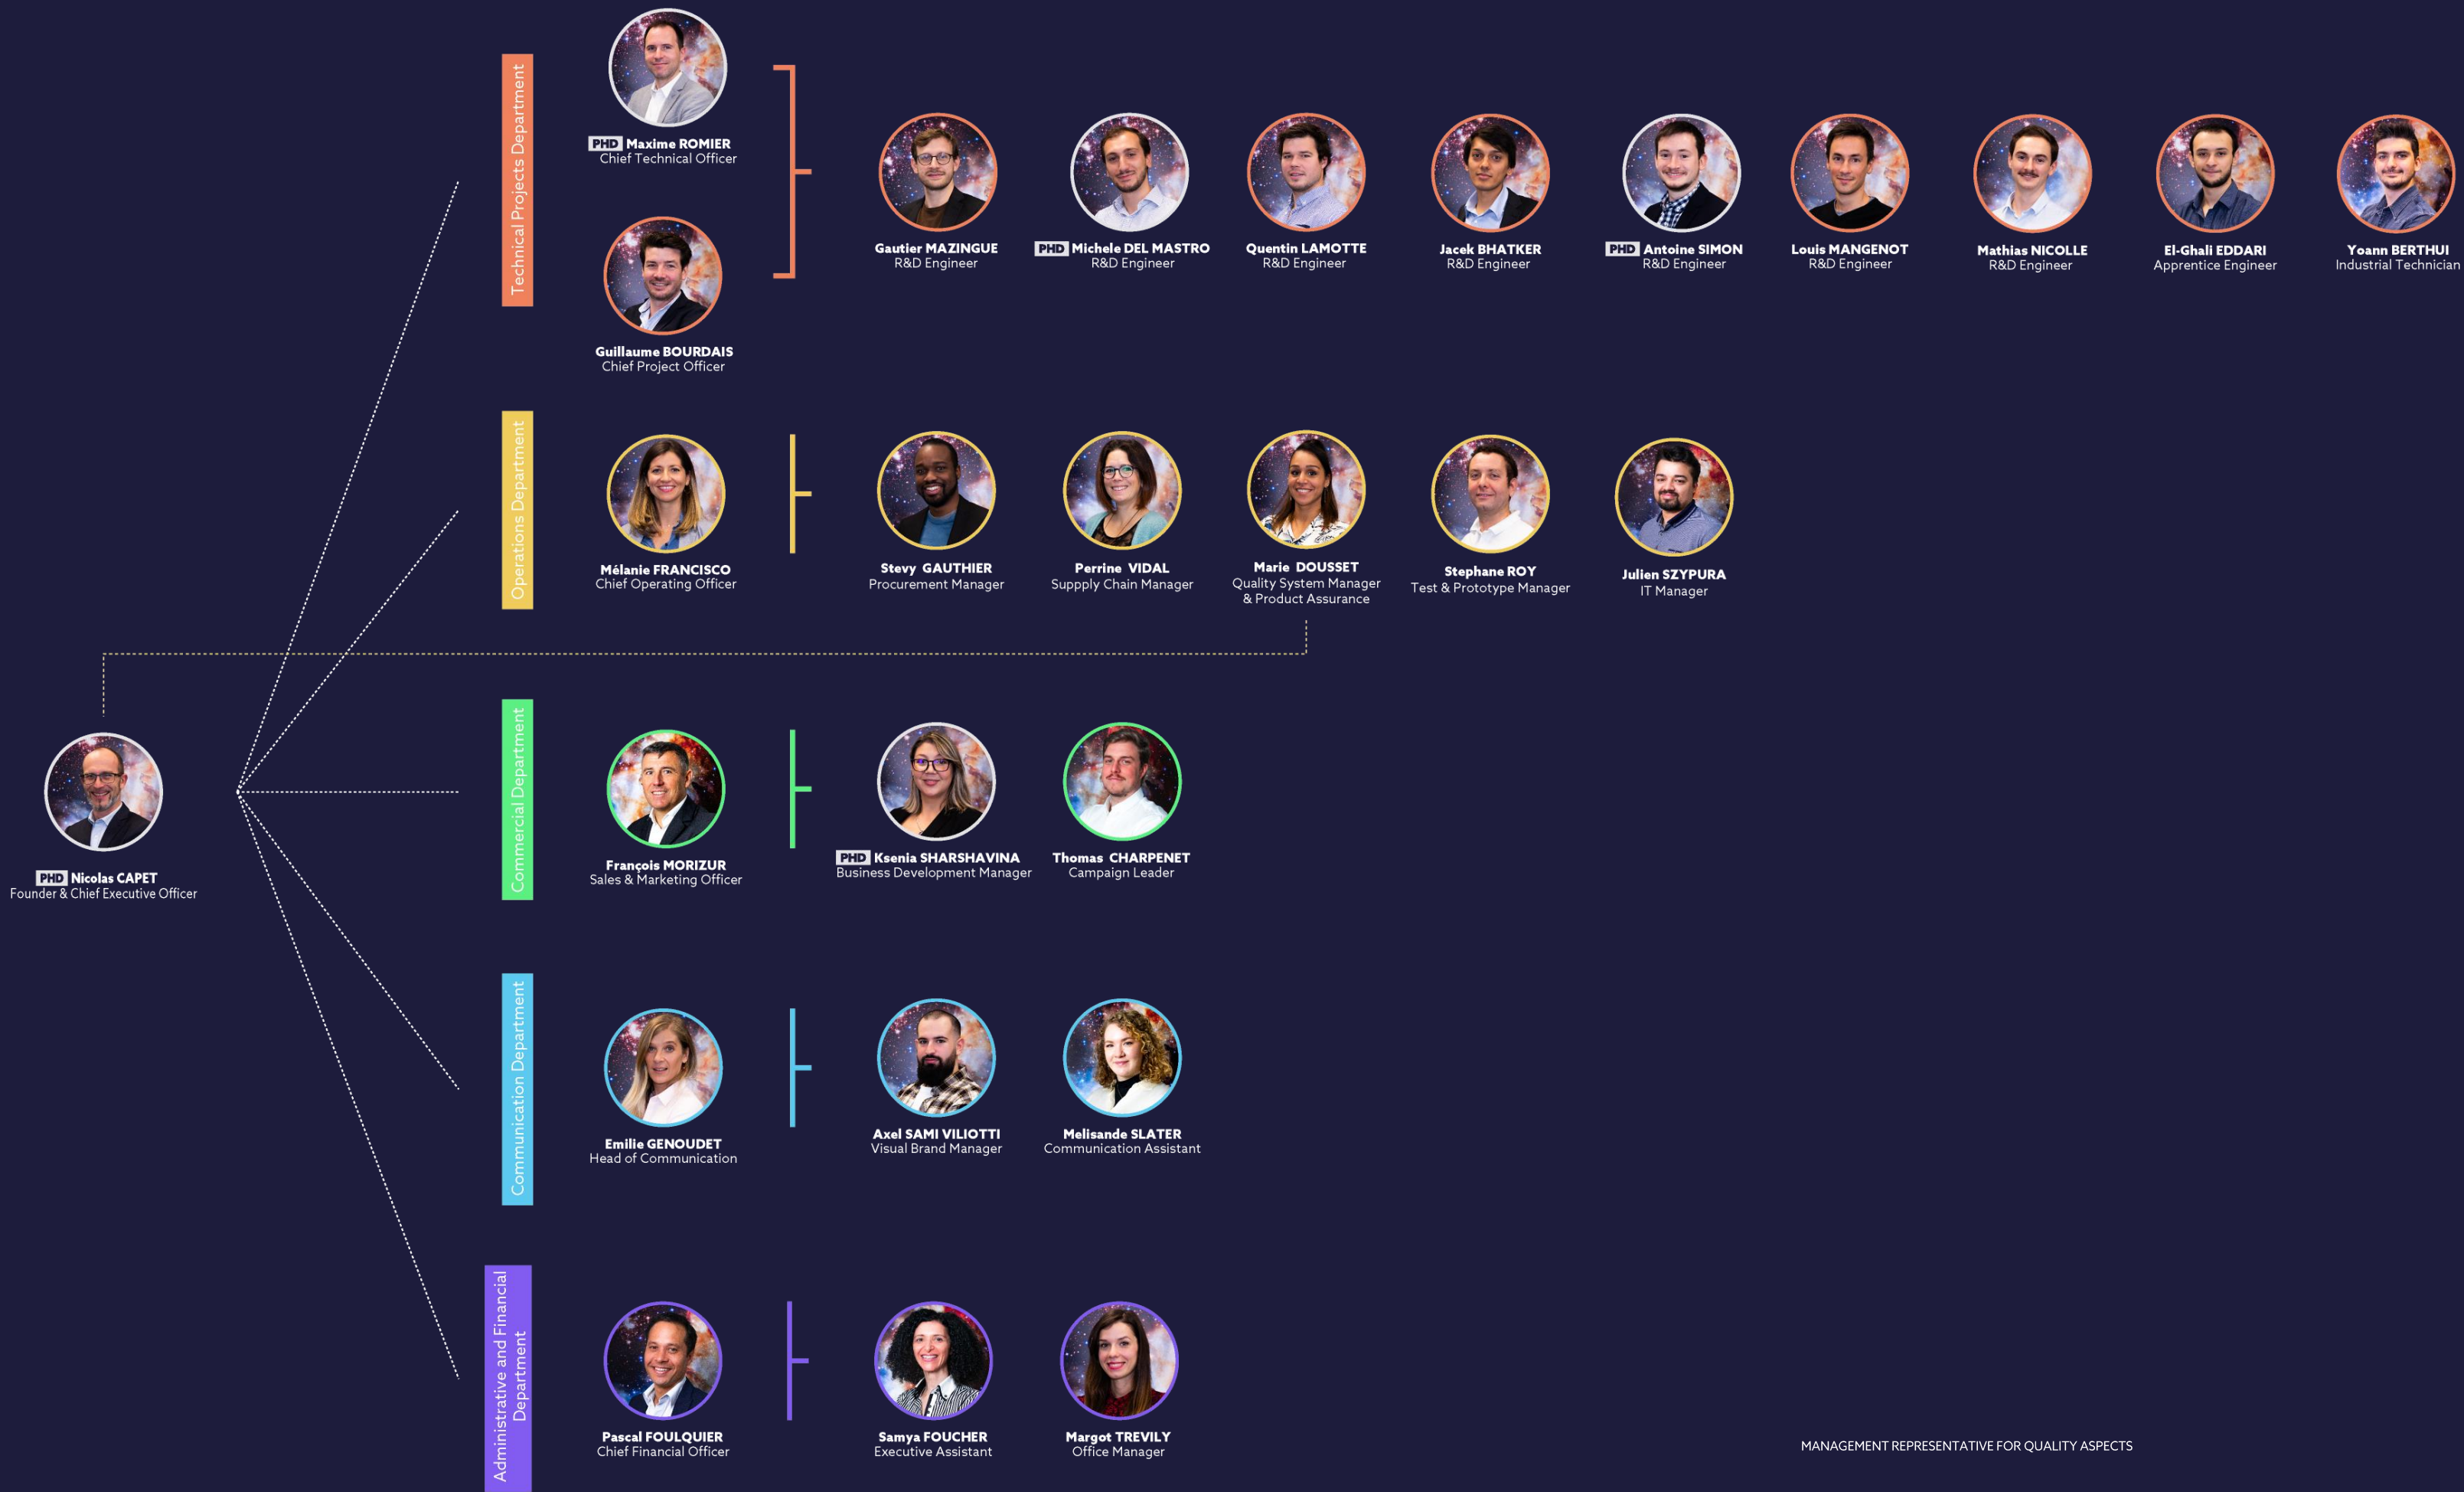 Technical Projects Department
PHD Maxime ROMIER
Chief Technical Officer
Guillaume BOURDAIS
Chief Project Officer
Gautier MAZINGUE
R&D Engineer
PHD Michele DEL MASTRO
R&D Engineer
Quentin LAMOTTE
R&D Engineer
Jacek BHATKER
R&D Engineer
PHD Antoine SIMON
R&D Engineer
Louis MANGENOT
R&D Engineer
Mathias NICOLLE
R&D Engineer
El-Ghali EDDARI
Apprentice Engineer
Yoann BERTHUI
Industrial Technician
Operations Department
Mélanie FRANCISCO
Chief Operating Officer
Stevy GAUTHIER
Procurement Manager
Perrine VIDAL
Suppply Chain Manager
Marie DOUSSET
Quality System Manager
& Product Assurance
Stephane ROY
Test & Prototype Manager
Julien SZYPURA
IT Manager
PHD Nicolas CAPET
Founder & Chief Executive Officer
Commercial Department
François MORIZUR
Sales & Marketing Officer
PHD Ksenia SHARSHAVINA
Business Development Manager
Thomas CHARPENET
Campaign Leader
Communication Department
Emilie GENOUDET
Head of Communication
Axel SAMI VILIOTTI
Visual Brand Manager
Melisande SLATER
Communication Assistant
Administrative and Financial
Department
Pascal FOULQUIER
Chief Financial Officer
Samya FOUCHER
Executive Assistant
Margot TREVILY
Office Manager
MANAGEMENT REPRESENTATIVE FOR QUALITY ASPECTS